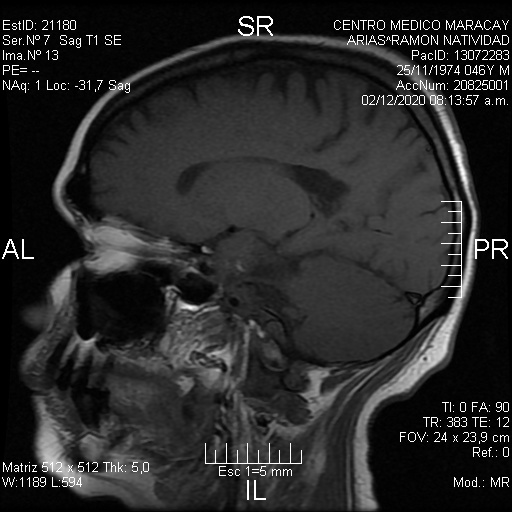 EstID: 21180
Ser.Nº 7 Sag T1 SE
Ima.Nº 13
PE= --
NAq: 1 Loc: -31,7 Sag
SR
CENTRO MEDICO MARACAY
ARIAS^RAMON NATIVIDAD
PacID: 13072283
25/11/1974 046Y M
AccNum: 20825001
02/12/2020 08:13:57 a.m.
AL
PR
Matriz 512 x 512 Thk: 5,0
W:1189 L:594
Esc 1=5 mm
IL
TI: 0 FA: 90
TR: 383 TE: 12
FOV: 24 x 23,9 cm
Ref.: 0
Mod.: MR